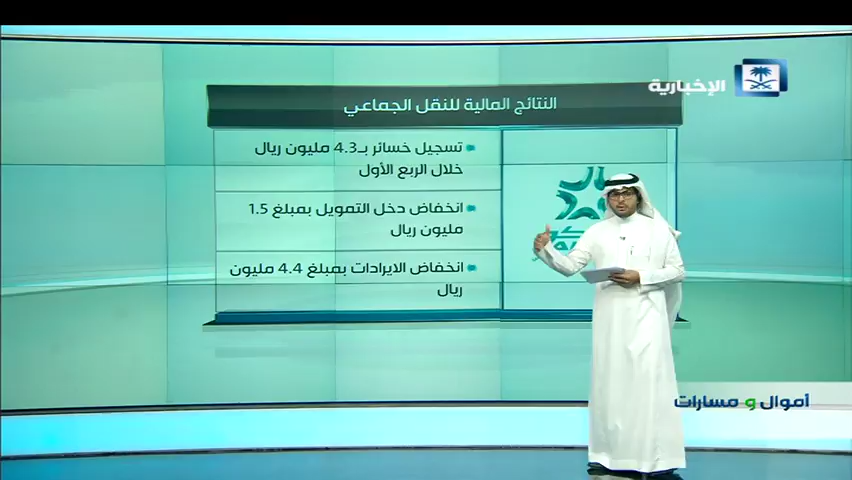 الإخبارية
النتائج المالية للنقل الجماعي
تسجيل خسائر بـ4.3 مليون ريال
خلال الربع الأول
انخفاض دخل التمويل بمبلغ 1.5
مليون ريال
انخفاض الايرادات بمبلغ 4.4 مليون
ريال
أموال و مسارات